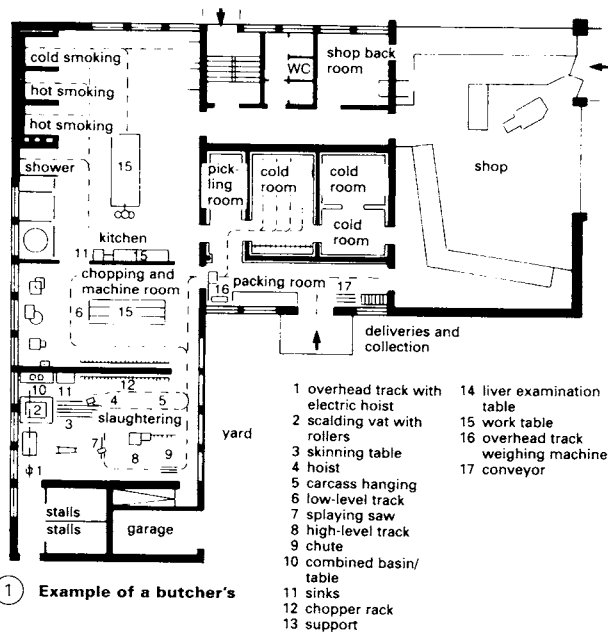 cold smoking
hot smoking
hot smoking
WC
shop back
room
shower
15
pick-
ling
room
cold
room
cold
room
cold
room
shop
kitchen
11
15
chopping and
machine room
6
15
16
packing room
17
deliveries and
collection
10
11
12
2
3
4
5
slaughtering
7
8
9
1
yard
stalls
stalls
garage
1 overhead track with
electric hoist
2 scalding vat with
rollers
3 skinning table
4 hoist
5 carcass hanging
6 low-level track
7 splaying saw
8 high-level track
9 chute
10 combined basin/
table
11 sinks
12 chopper rack
13 support
14 liver examination
table
15 work table
16 overhead track
weighing machine
17 conveyor
1 Example of a butcher's